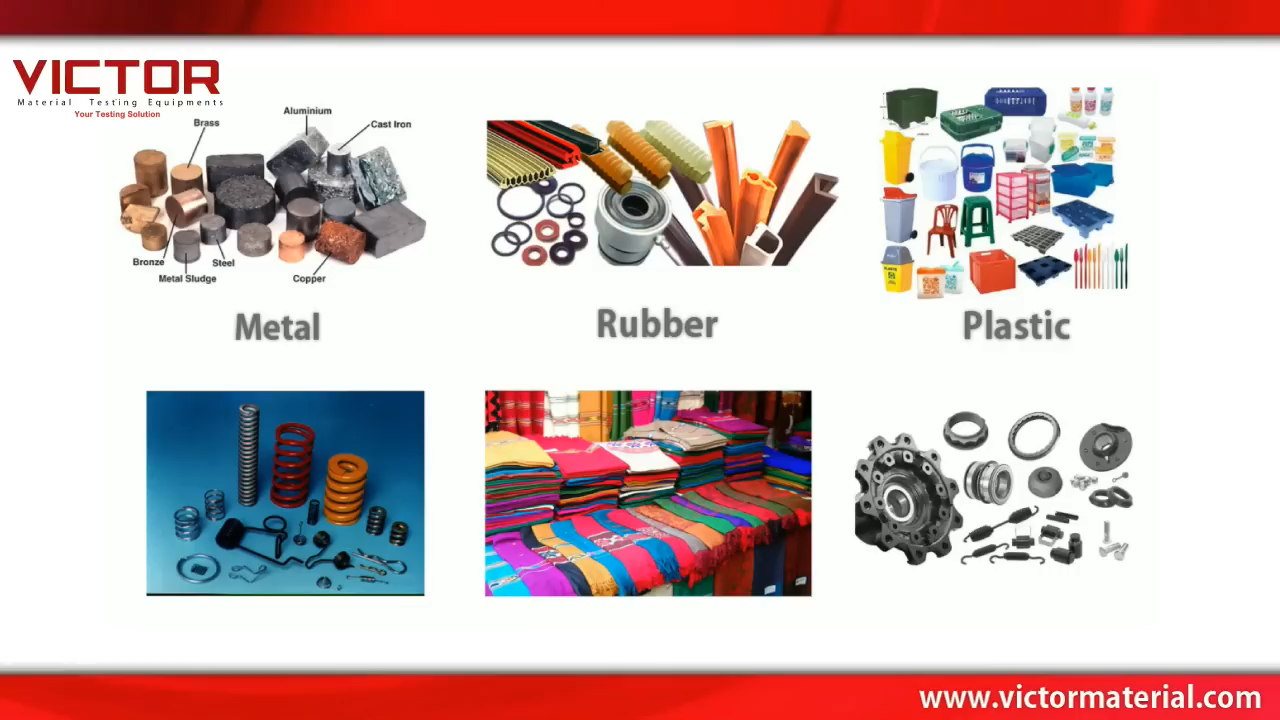 VICTOR
Material Testing Equipments
Your Testing Solution
Brass
Aluminium
Cast Iron
Bronze
Steel
Metal Sludge
Copper
Metal
Rubber
Plastic
www.victormaterial.com